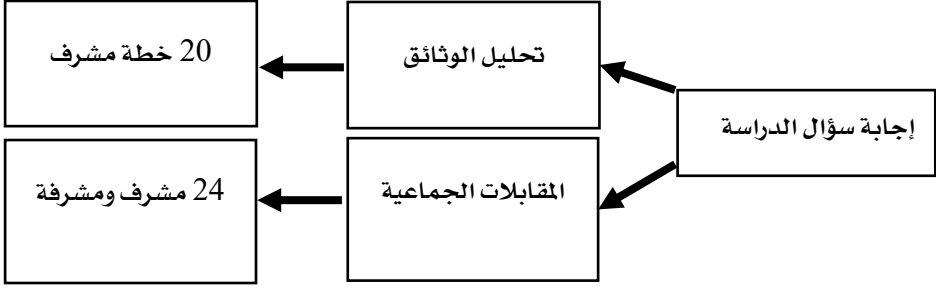 إجابة سؤال الدراسة
تحليل الوثائق
20 خطة مشرف
المقابلات الجماعية
24 مشرف ومشرفة